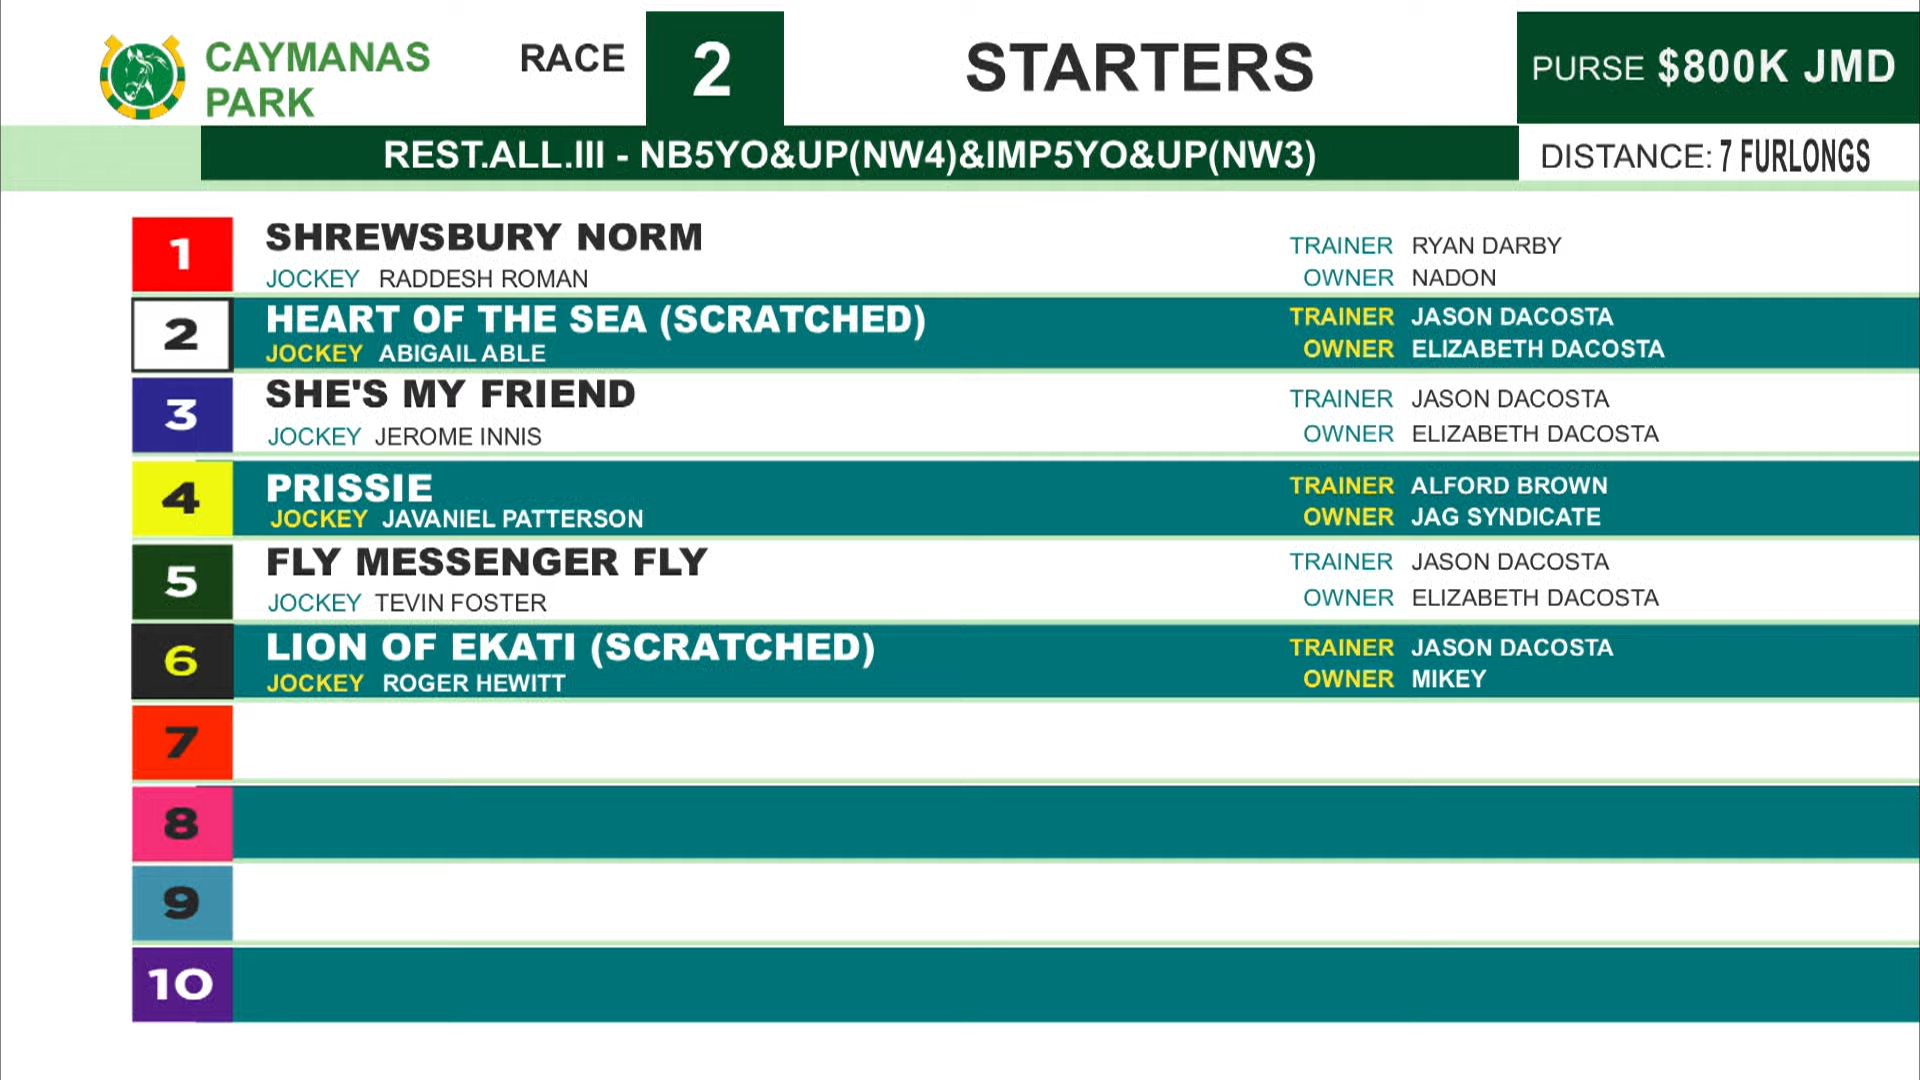 CAYMANAS
PARK
RACE
2
STARTERS
PURSE $800K JMD
REST.ALL.III - NB5YO&UP(NW4)&IMP5YO&UP(NW3)
DISTANCE: 7 FURLONGS
1
SHREWSBURY NORM
JOCKEY RADDESH ROMAN
TRAINER RYAN DARBY
OWNER NADON
2
HEART OF THE SEA (SCRATCHED)
JOCKEY ABIGAIL ABLE
TRAINER JASON DACOSTA
OWNER ELIZABETH DACOSTA
3
SHE'S MY FRIEND
JOCKEY JEROME INNIS
TRAINER JASON DACOSTA
OWNER ELIZABETH DACOSTA
4
PRISSIE
JOCKEY JAVANIEL PATTERSON
TRAINER ALFORD BROWN
OWNER JAG SYNDICATE
5
FLY MESSENGER FLY
JOCKEY TEVIN FOSTER
TRAINER JASON DACOSTA
OWNER ELIZABETH DACOSTA
6
LION OF EKATI (SCRATCHED)
JOCKEY ROGER HEWITT
TRAINER JASON DACOSTA
OWNER MIKEY
7
8
9
10